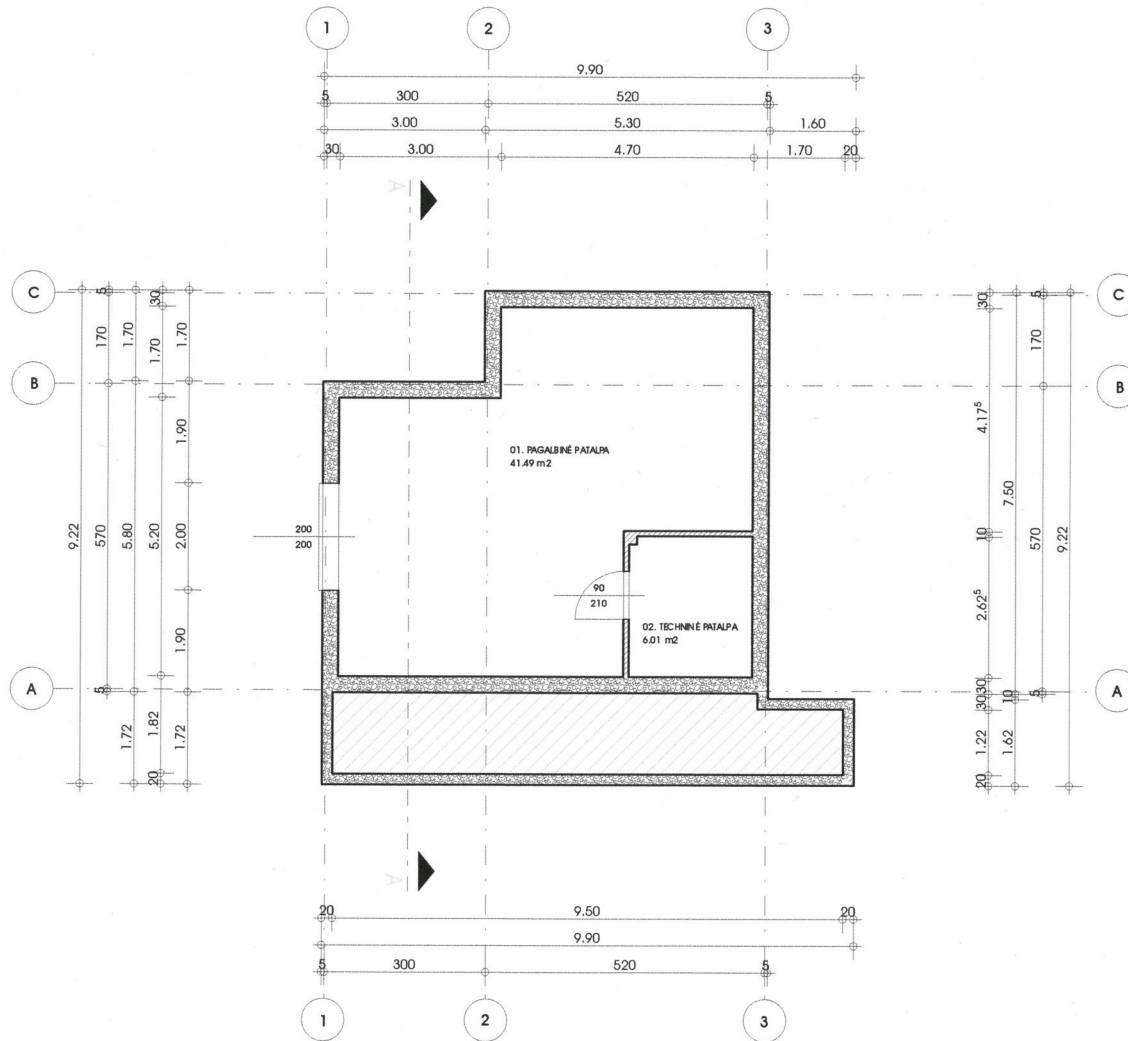 1 2 3
9.90
5 300 520 5
3.00 5.30 1.60
30 3.00 4.70 1.70 20
A
C C
5 30 30 5
170 1.70 1.70 1.70 170
B B
4.17⁵
1.90
01. PAGALBINĖ PATALPA
41.49 m2
9.22 570 5.80 5.20 2.00 7.50 570 9.22
200
200
10
90
210
2.62⁵
02. TECHNINĖ PATALPA
6.01 m2
1.90
A A
5 30 5
30 10
1.72 1.82 1.72 1.22 1.62
20 20
A
20 9.50 20
9.90
5 300 520 5
1 2 3